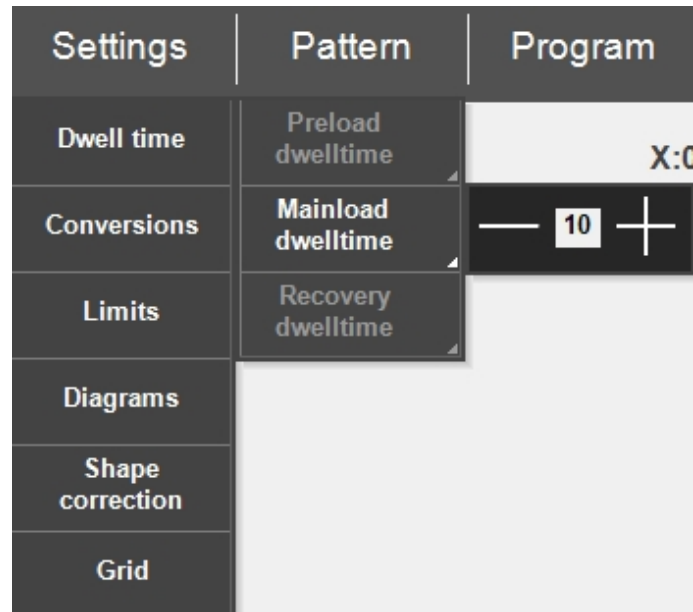 Settings
Pattern
Program
Dwell time
Preload
dwelltime
X:0
Conversions
Mainload
dwelltime
10
Limits
Recovery
dwelltime
Diagrams
Shape
correction
Grid